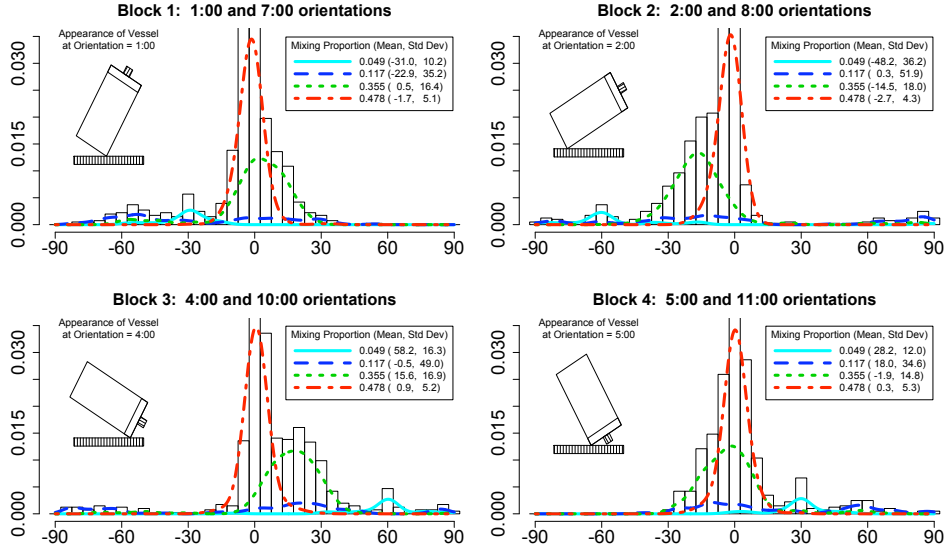 Block 1: 1:00 and 7:00 orientations
Appearance of Vessel
at Orientation = 1:00
Mixing Proportion (Mean, Std Dev)
0.049 (-31.0, 10.2)
0.117 (-22.9, 35.2)
0.355 ( 0.5, 16.4)
0.478 ( -1.7, 5.1)
0.030
0.015
0.000
-90 -60 -30 0 30 60 90
Block 2: 2:00 and 8:00 orientations
Appearance of Vessel
at Orientation = 2:00
Mixing Proportion (Mean, Std Dev)
0.049 (-48.2, 36.2)
0.117 ( 0.3, 51.9)
0.355 (-14.5, 18.0)
0.478 ( -2.7, 4.3)
0.030
0.015
0.000
-90 -60 -30 0 30 60 90
Block 3: 4:00 and 10:00 orientations
Appearance of Vessel
at Orientation = 4:00
Mixing Proportion (Mean, Std Dev)
0.049 ( 58.2, 16.3)
0.117 ( -0.5, 49.0)
0.355 ( 15.6, 16.9)
0.478 ( 0.9, 5.2)
0.030
0.015
0.000
-90 -60 -30 0 30 60 90
Block 4: 5:00 and 11:00 orientations
Appearance of Vessel
at Orientation = 5:00
Mixing Proportion (Mean, Std Dev)
0.049 ( 28.2, 12.0)
0.117 ( 18.0, 34.6)
0.355 ( -1.9, 14.8)
0.478 ( 0.3, 5.3)
0.030
0.015
0.000
-90 -60 -30 0 30 60 90